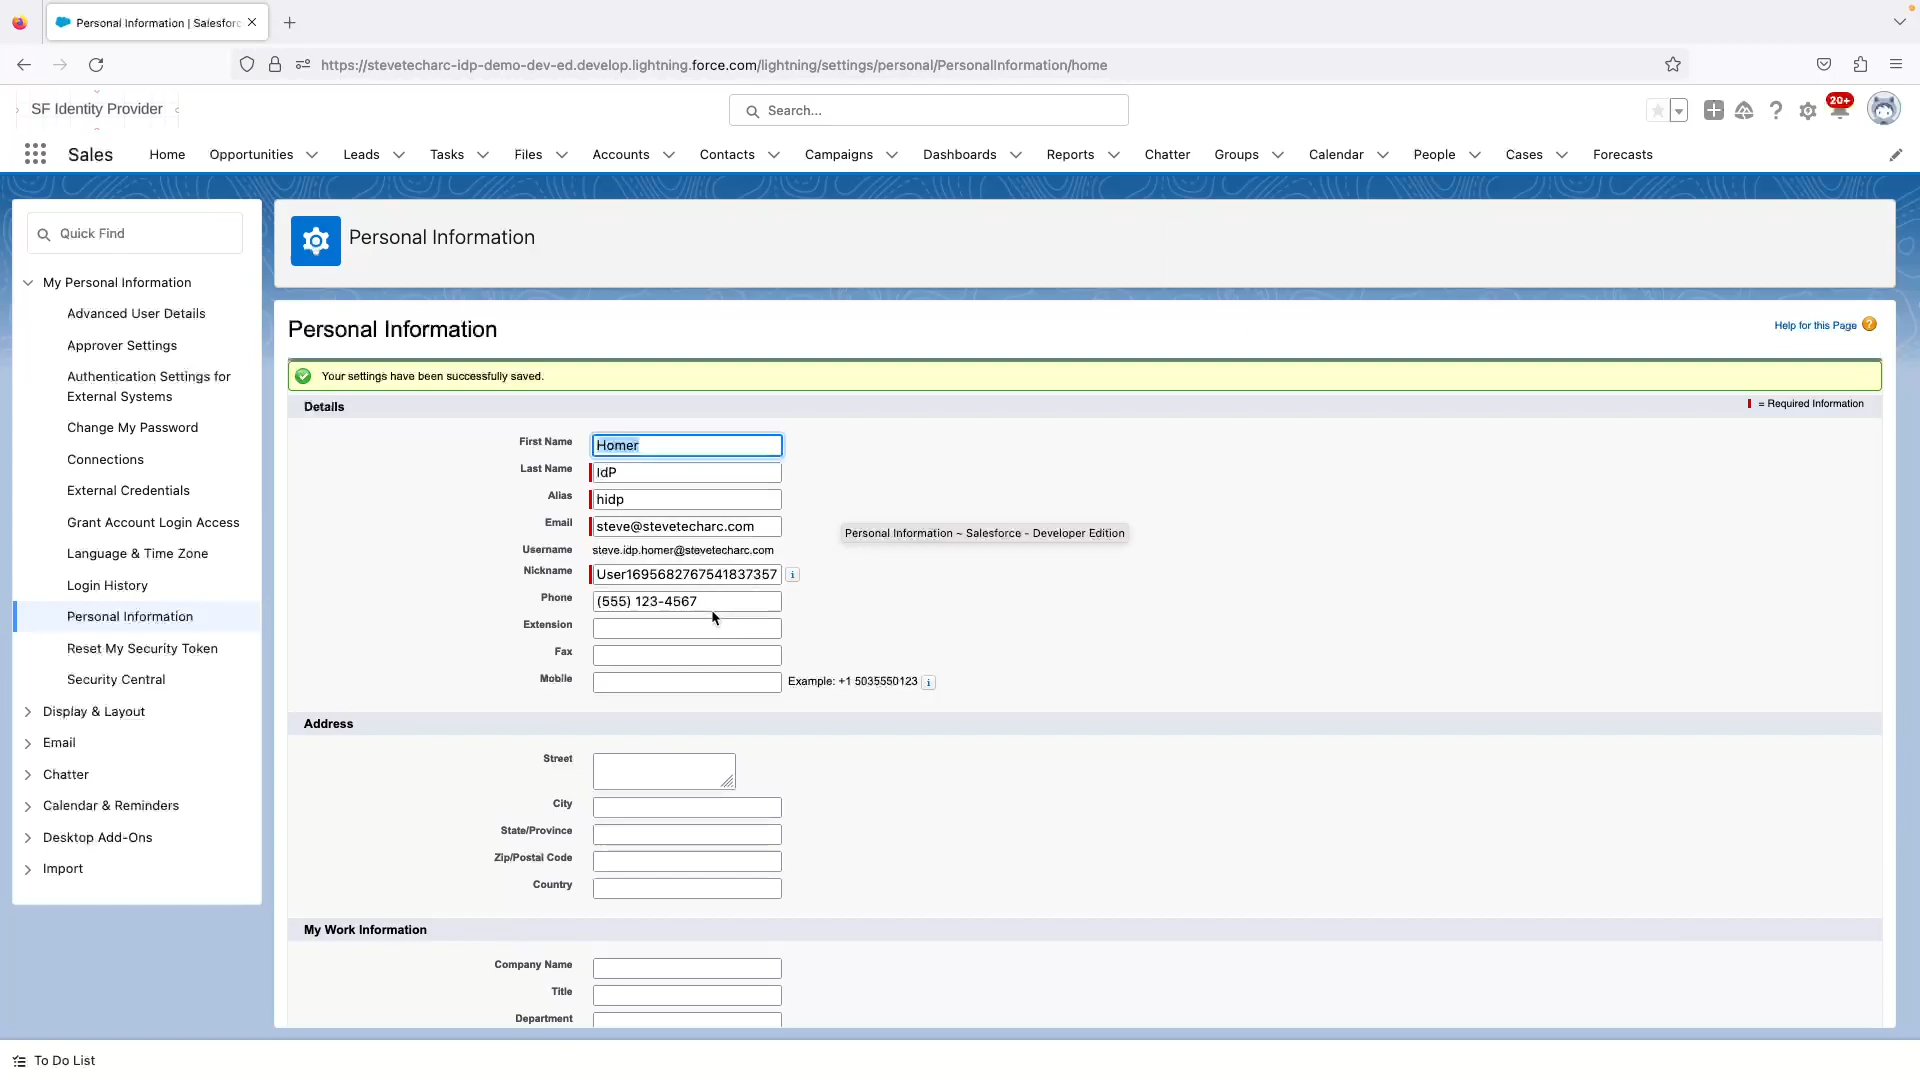 Personal Information | Salesforc
https://stevetecharc-idp-demo-dev-ed.develop.lightning.force.com/lightning/settings/personal/PersonalInformation/home
SF Identity Provider
Search...
20+
Sales
Home
Opportunities
Leads
Tasks
Files
Accounts
Contacts
Campaigns
Dashboards
Reports
Chatter
Groups
Calendar
People
Cases
Forecasts
Quick Find
My Personal Information
Advanced User Details
Approver Settings
Authentication Settings for
External Systems
Change My Password
Connections
External Credentials
Grant Account Login Access
Language & Time Zone
Login History
Personal Information
Reset My Security Token
Security Central
Display & Layout
Email
Chatter
Calendar & Reminders
Desktop Add-Ons
Import
Personal Information
Personal Information
Help for this Page
Your settings have been successfully saved.
Details
= Required Information
First Name Homer
Last Name IdP
Alias hidp
Email steve@stevetecharc.com
Personal Information ~ Salesforce - Developer Edition
Username steve.idp.homer@stevetecharc.com
Nickname User1695682767541837357
Phone (555) 123-4567
Extension
Fax
Mobile Example: +1 5035550123
Address
Street
City
State/Province
Zip/Postal Code
Country
My Work Information
Company Name
Title
Department
To Do List